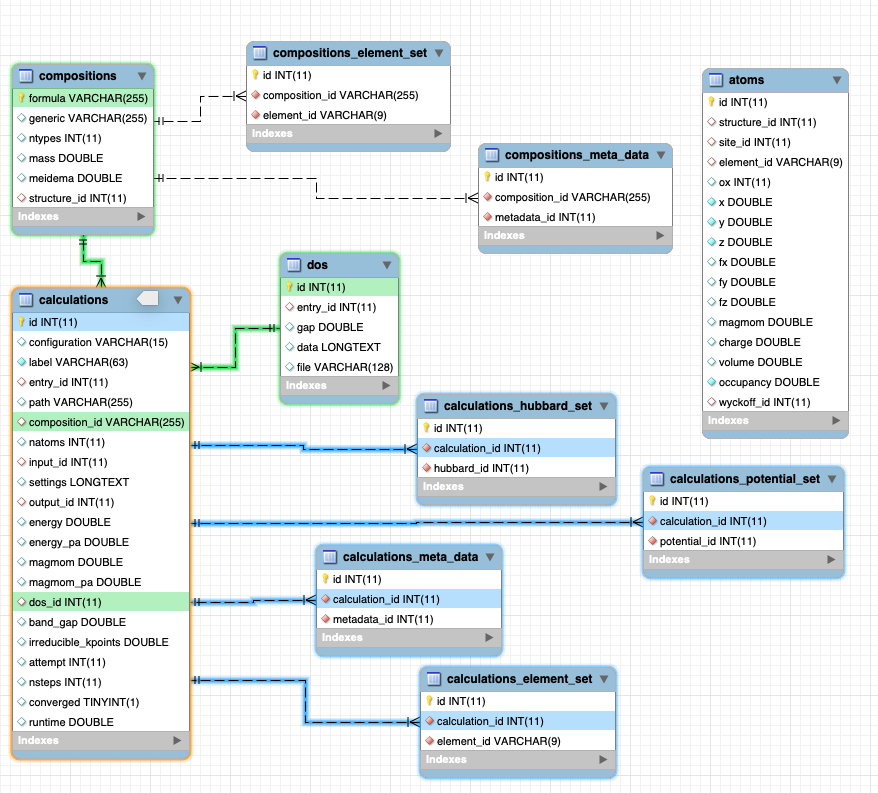 compositions
formula VARCHAR(255)
generic VARCHAR(255)
ntypes INT(11)
mass DOUBLE
meidema DOUBLE
structure_id INT(11)
Indexes
compositions_element_set
id INT(11)
composition_id VARCHAR(255)
element_id VARCHAR(9)
Indexes
compositions_meta_data
id INT(11)
composition_id VARCHAR(255)
metadata_id INT(11)
Indexes
atoms
id INT(11)
structure_id INT(11)
site_id INT(11)
element_id VARCHAR(9)
ox INT(11)
x DOUBLE
y DOUBLE
z DOUBLE
fx DOUBLE
fy DOUBLE
fz DOUBLE
magmom DOUBLE
charge DOUBLE
volume DOUBLE
occupancy DOUBLE
wyckoff_id INT(11)
Indexes
dos
id INT(11)
entry_id INT(11)
gap DOUBLE
data LONGTEXT
file VARCHAR(128)
Indexes
calculations
id INT(11)
configuration VARCHAR(15)
label VARCHAR(63)
entry_id INT(11)
path VARCHAR(255)
composition_id VARCHAR(255)
natoms INT(11)
input_id INT(11)
settings LONGTEXT
output_id INT(11)
energy DOUBLE
energy_pa DOUBLE
magmom DOUBLE
magmom_pa DOUBLE
dos_id INT(11)
band_gap DOUBLE
irreducible_kpoints DOUBLE
attempt INT(11)
nsteps INT(11)
converged TINYINT(1)
runtime DOUBLE
Indexes
calculations_hubbard_set
id INT(11)
calculation_id INT(11)
hubbard_id INT(11)
Indexes
calculations_potential_set
id INT(11)
calculation_id INT(11)
potential_id INT(11)
Indexes
calculations_meta_data
id INT(11)
calculation_id INT(11)
metadata_id INT(11)
Indexes
calculations_element_set
id INT(11)
calculation_id INT(11)
element_id VARCHAR(9)
Indexes